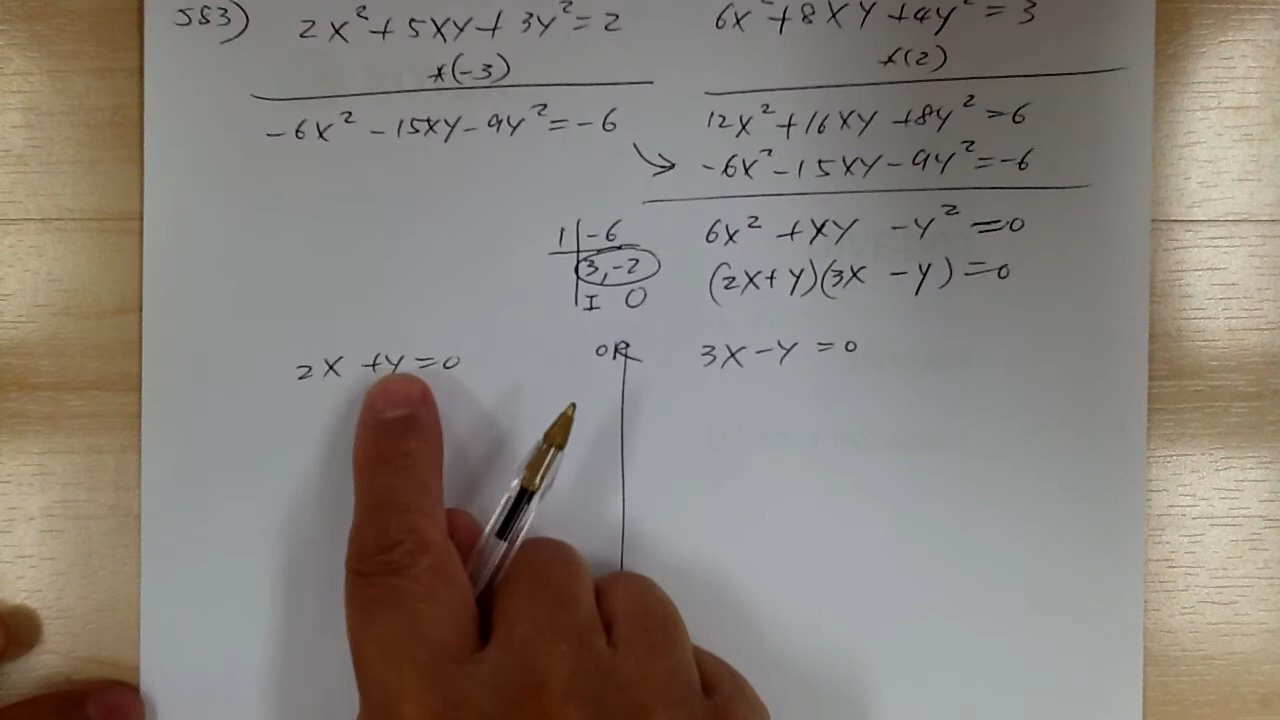 583) 2x²+5xy+3y²=2 6x²+8xy+4y²=3
*(-3) *(2)
-6x²-15xy-9y²=-6 12x²+16xy+8y²=6
-6x²-15xy-9y²=-6
1 -6 6x²+xy-y²=0
3,-2 (2x+y)(3x-y)=0
I 0
2x+y=0 OR 3x-y=0